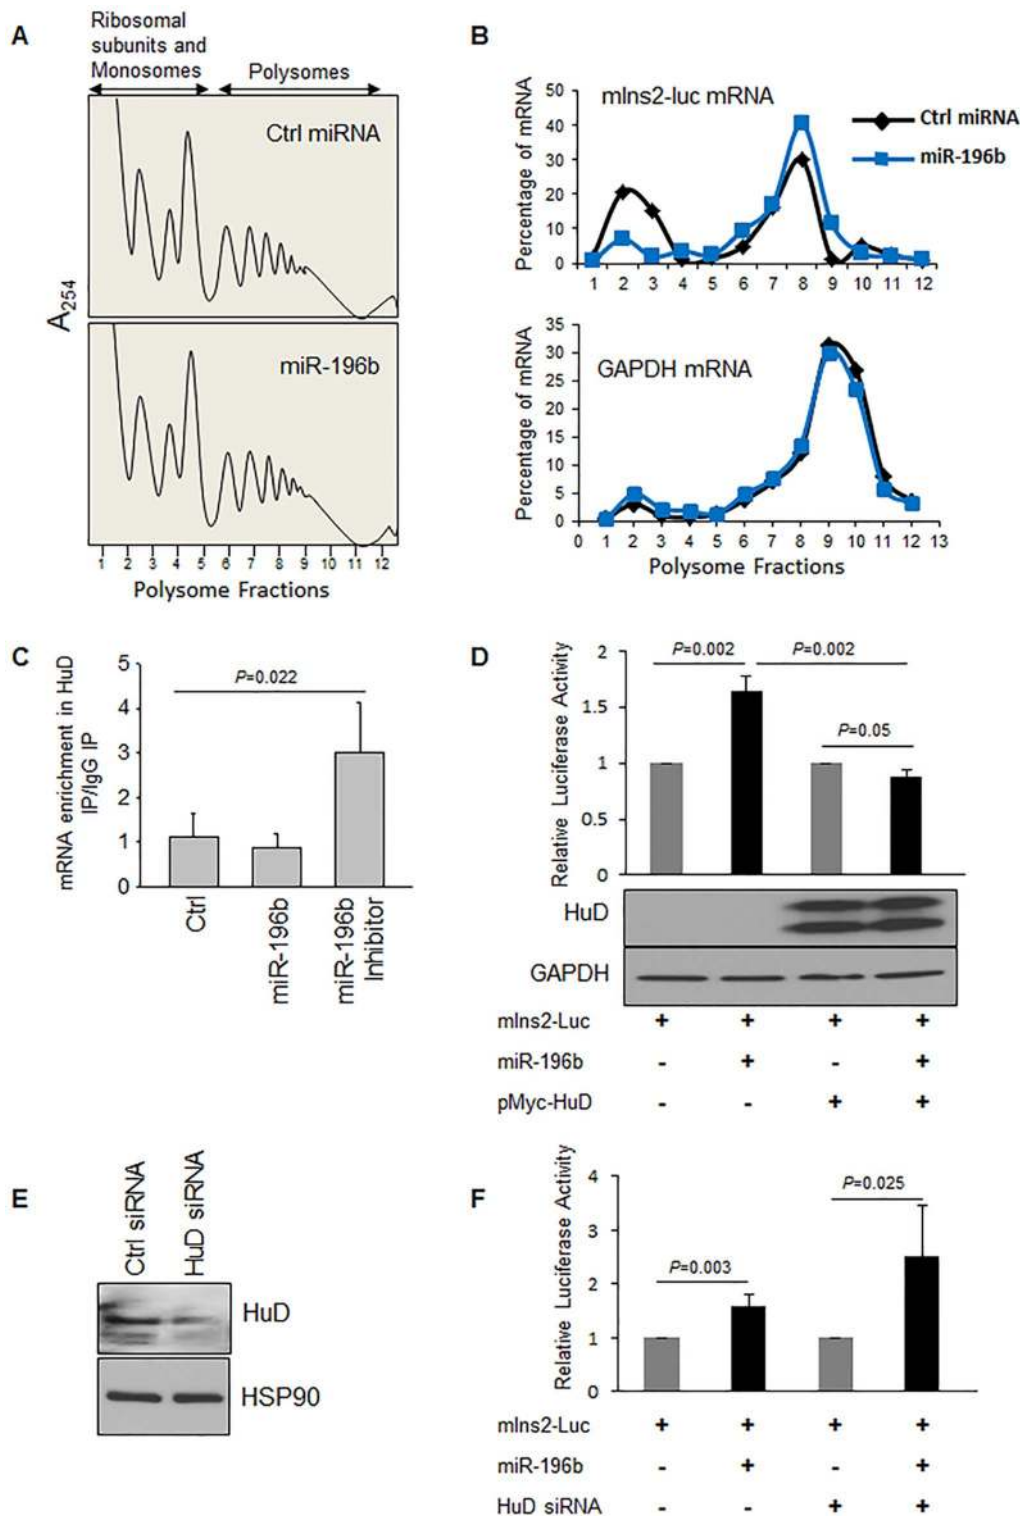 A
Ribosomal
subunits and
Monosomes
Polysomes
Ctrl miRNA
miR-196b
A254
1 2 3 4 5 6 7 8 9 10 11 12
Polysome Fractions
B
mIns2-luc mRNA
Ctrl miRNA
miR-196b
Percentage of mRNA
50
40
30
20
10
0
1 2 3 4 5 6 7 8 9 10 11 12
GAPDH mRNA
Percentage of mRNA
35
30
25
20
15
10
5
0
0 1 2 3 4 5 6 7 8 9 10 11 12 13
Polysome Fractions
C
mRNA enrichment in HuD
IP/IgG IP
5
4
3
2
1
0
P=0.022
Ctrl
miR-196b
miR-196b
Inhibitor
D
Relative Luciferase Activity
2
1.5
1
0.5
0
P=0.002
P=0.002
P=0.05
HuD
GAPDH
mIns2-Luc + + + +
miR-196b - + - +
pMyc-HuD - - + +
E
Ctrl siRNA
HuD siRNA
HuD
HSP90
F
Relative Luciferase Activity
4
3
2
1
0
P=0.003
P=0.025
mIns2-Luc + + + +
miR-196b - + - +
HuD siRNA - - + +